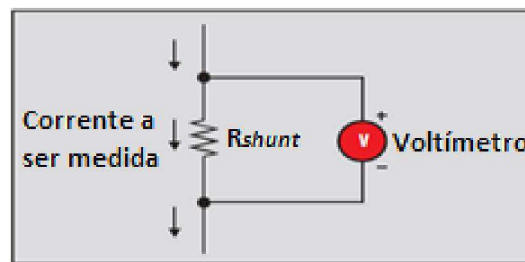 Corrente a
ser medida
Rshunt
V
+
Voltímetro
–